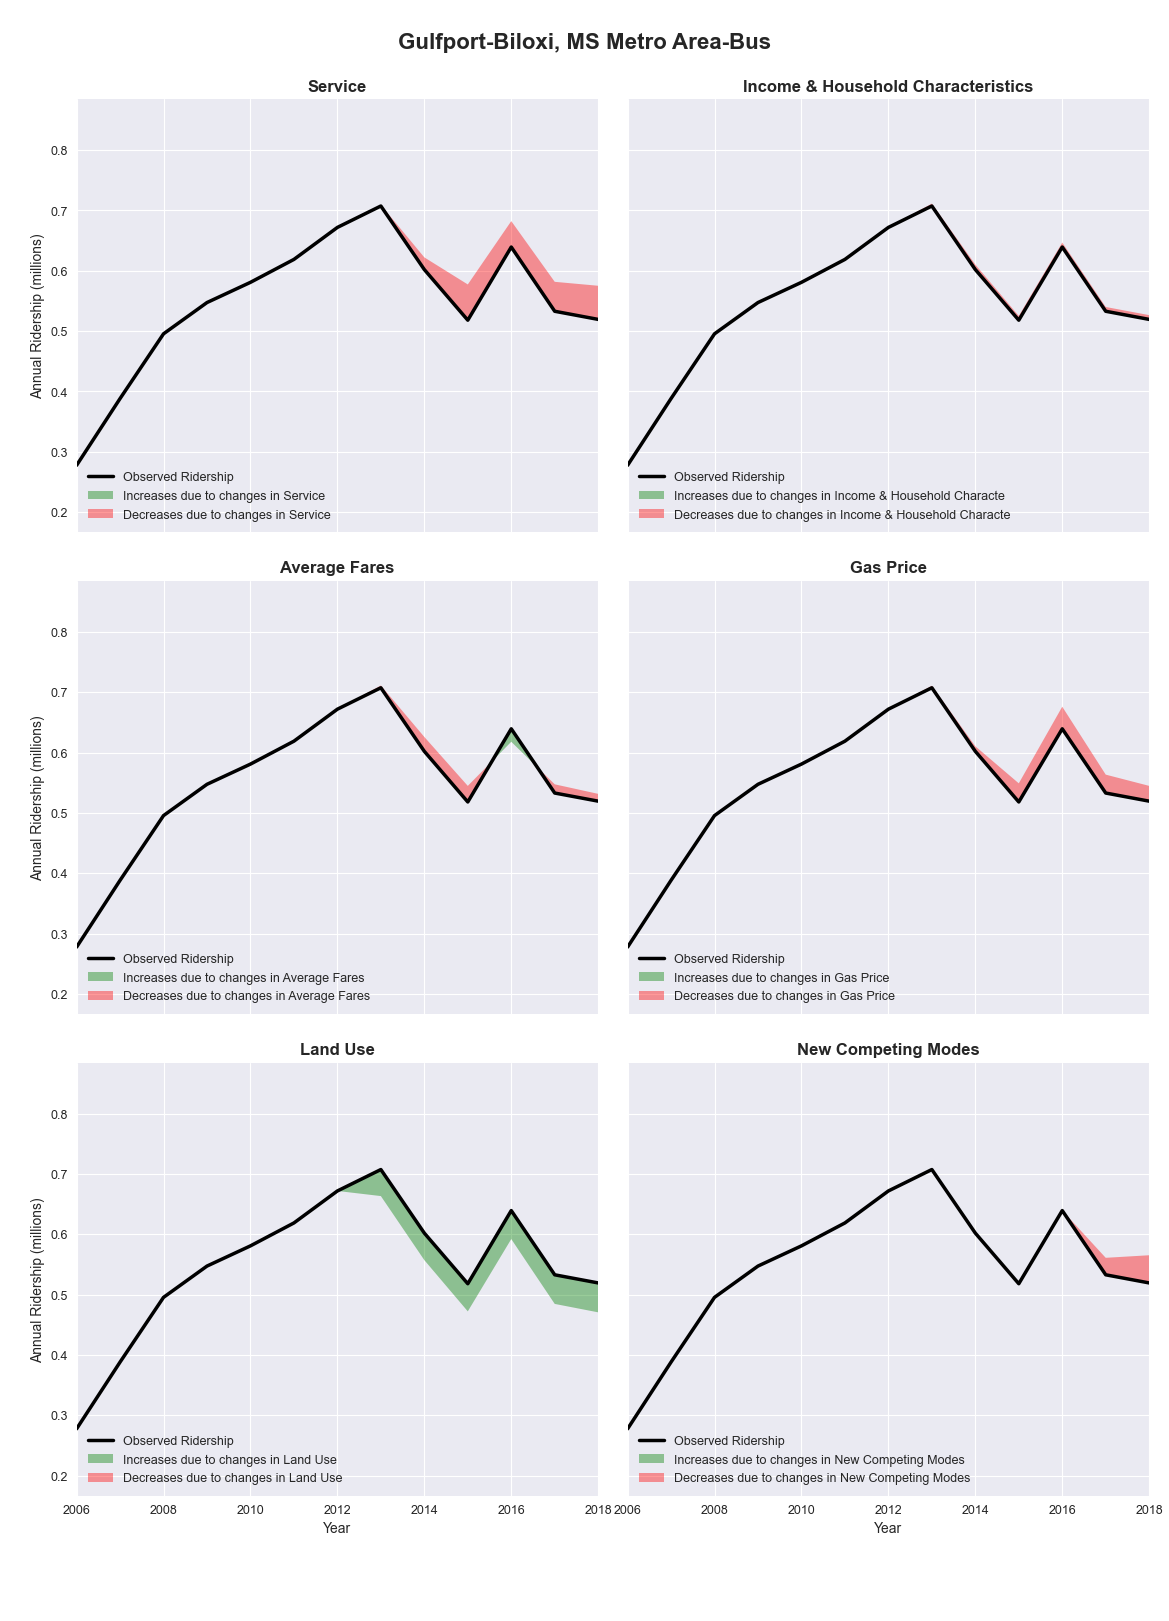 Gulfport-Biloxi, MS Metro Area-Bus
Service
Income & Household Characteristics
0.8
0.7
0.6
0.5
0.4
0.3
0.2
Annual Ridership (millions)
Observed Ridership
Increases due to changes in Service
Decreases due to changes in Service
Observed Ridership
Increases due to changes in Income & Household Characte
Decreases due to changes in Income & Household Characte
Average Fares
Gas Price
0.8
0.7
0.6
0.5
0.4
0.3
0.2
Annual Ridership (millions)
Observed Ridership
Increases due to changes in Average Fares
Decreases due to changes in Average Fares
Observed Ridership
Increases due to changes in Gas Price
Decreases due to changes in Gas Price
Land Use
New Competing Modes
0.8
0.7
0.6
0.5
0.4
0.3
0.2
Annual Ridership (millions)
Observed Ridership
Increases due to changes in Land Use
Decreases due to changes in Land Use
Observed Ridership
Increases due to changes in New Competing Modes
Decreases due to changes in New Competing Modes
2006 2008 2010 2012 2014 2016 2018
2006 2008 2010 2012 2014 2016 2018
Year
Year